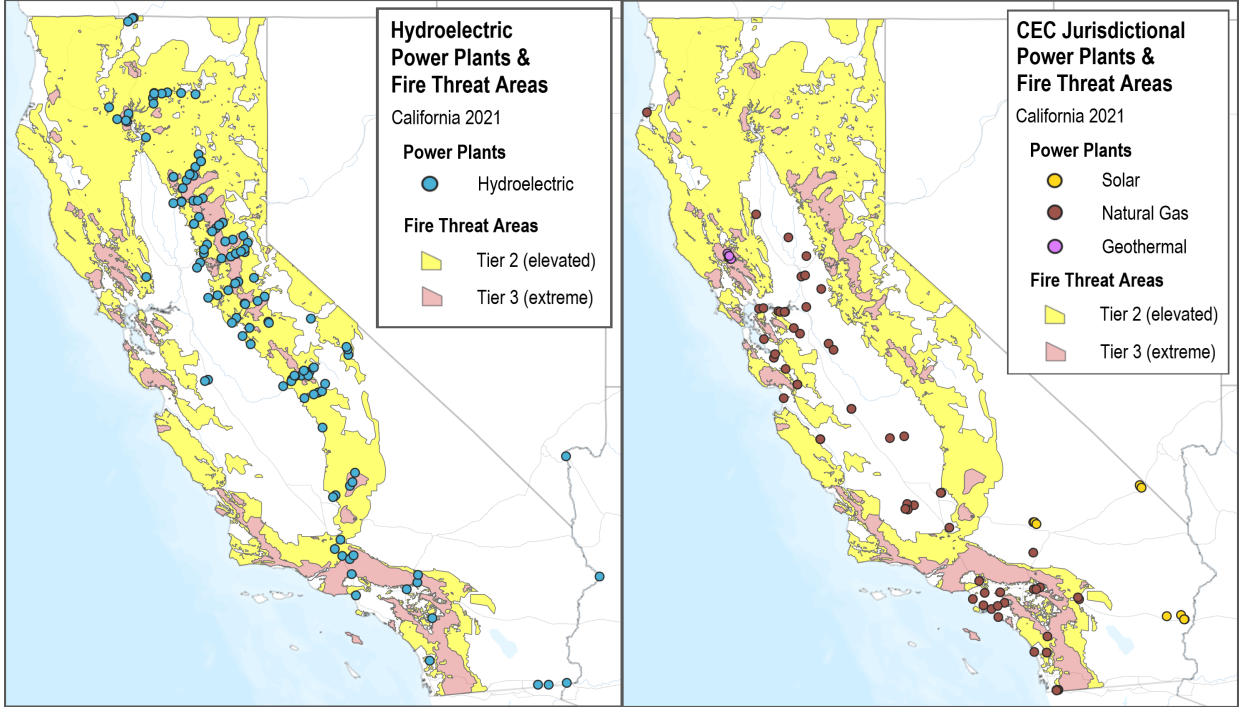 Hydroelectric
Power Plants &
Fire Threat Areas
California 2021
Power Plants
Hydroelectric
Fire Threat Areas
Tier 2 (elevated)
Tier 3 (extreme)
CEC Jurisdictional
Power Plants &
Fire Threat Areas
California 2021
Power Plants
Solar
Natural Gas
Geothermal
Fire Threat Areas
Tier 2 (elevated)
Tier 3 (extreme)